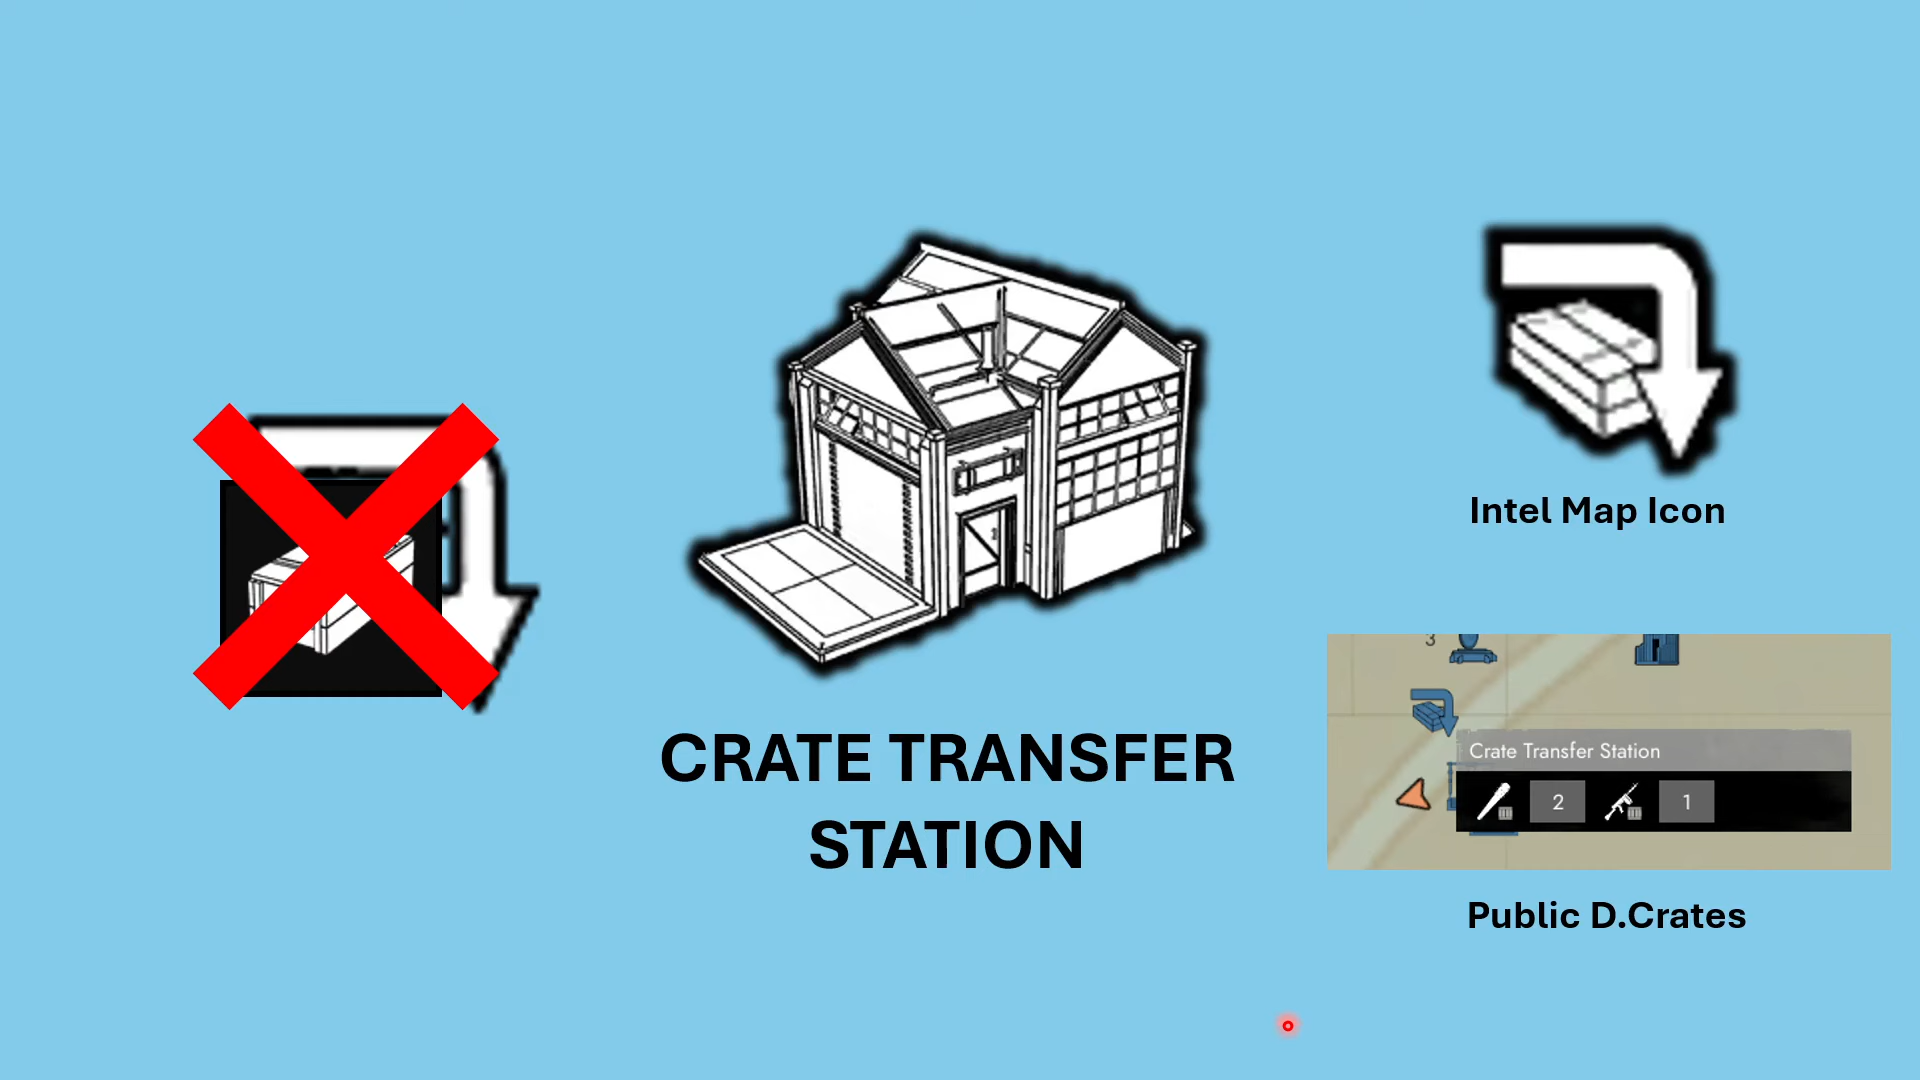 CRATE TRANSFER
STATION
Intel Map Icon
3
Crate Transfer Station
2 1
Public D.Crates